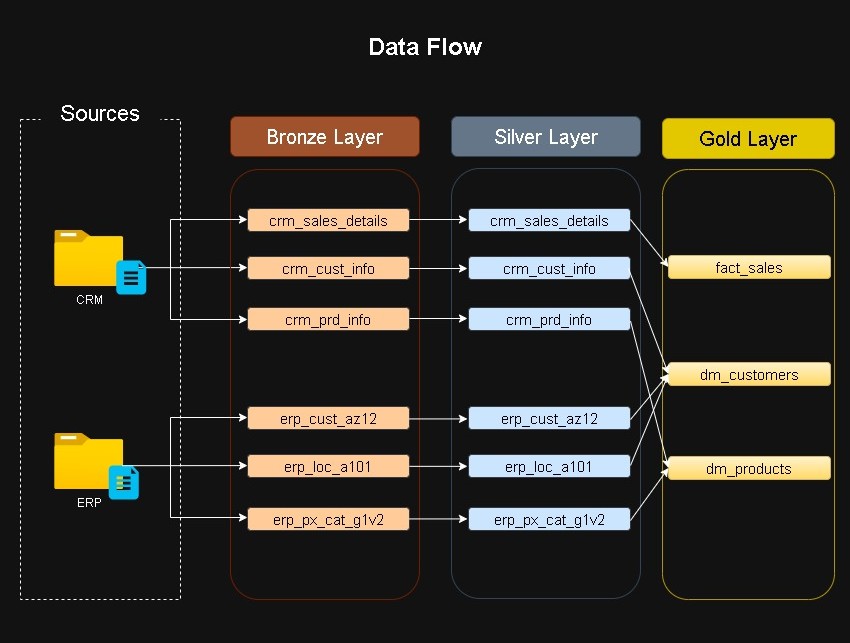 Data Flow
Sources
Bronze Layer
Silver Layer
Gold Layer
CRM
crm_sales_details
crm_cust_info
crm_prd_info
ERP
erp_cust_az12
erp_loc_a101
erp_px_cat_g1v2
crm_sales_details
crm_cust_info
crm_prd_info
erp_cust_az12
erp_loc_a101
erp_px_cat_g1v2
fact_sales
dm_customers
dm_products